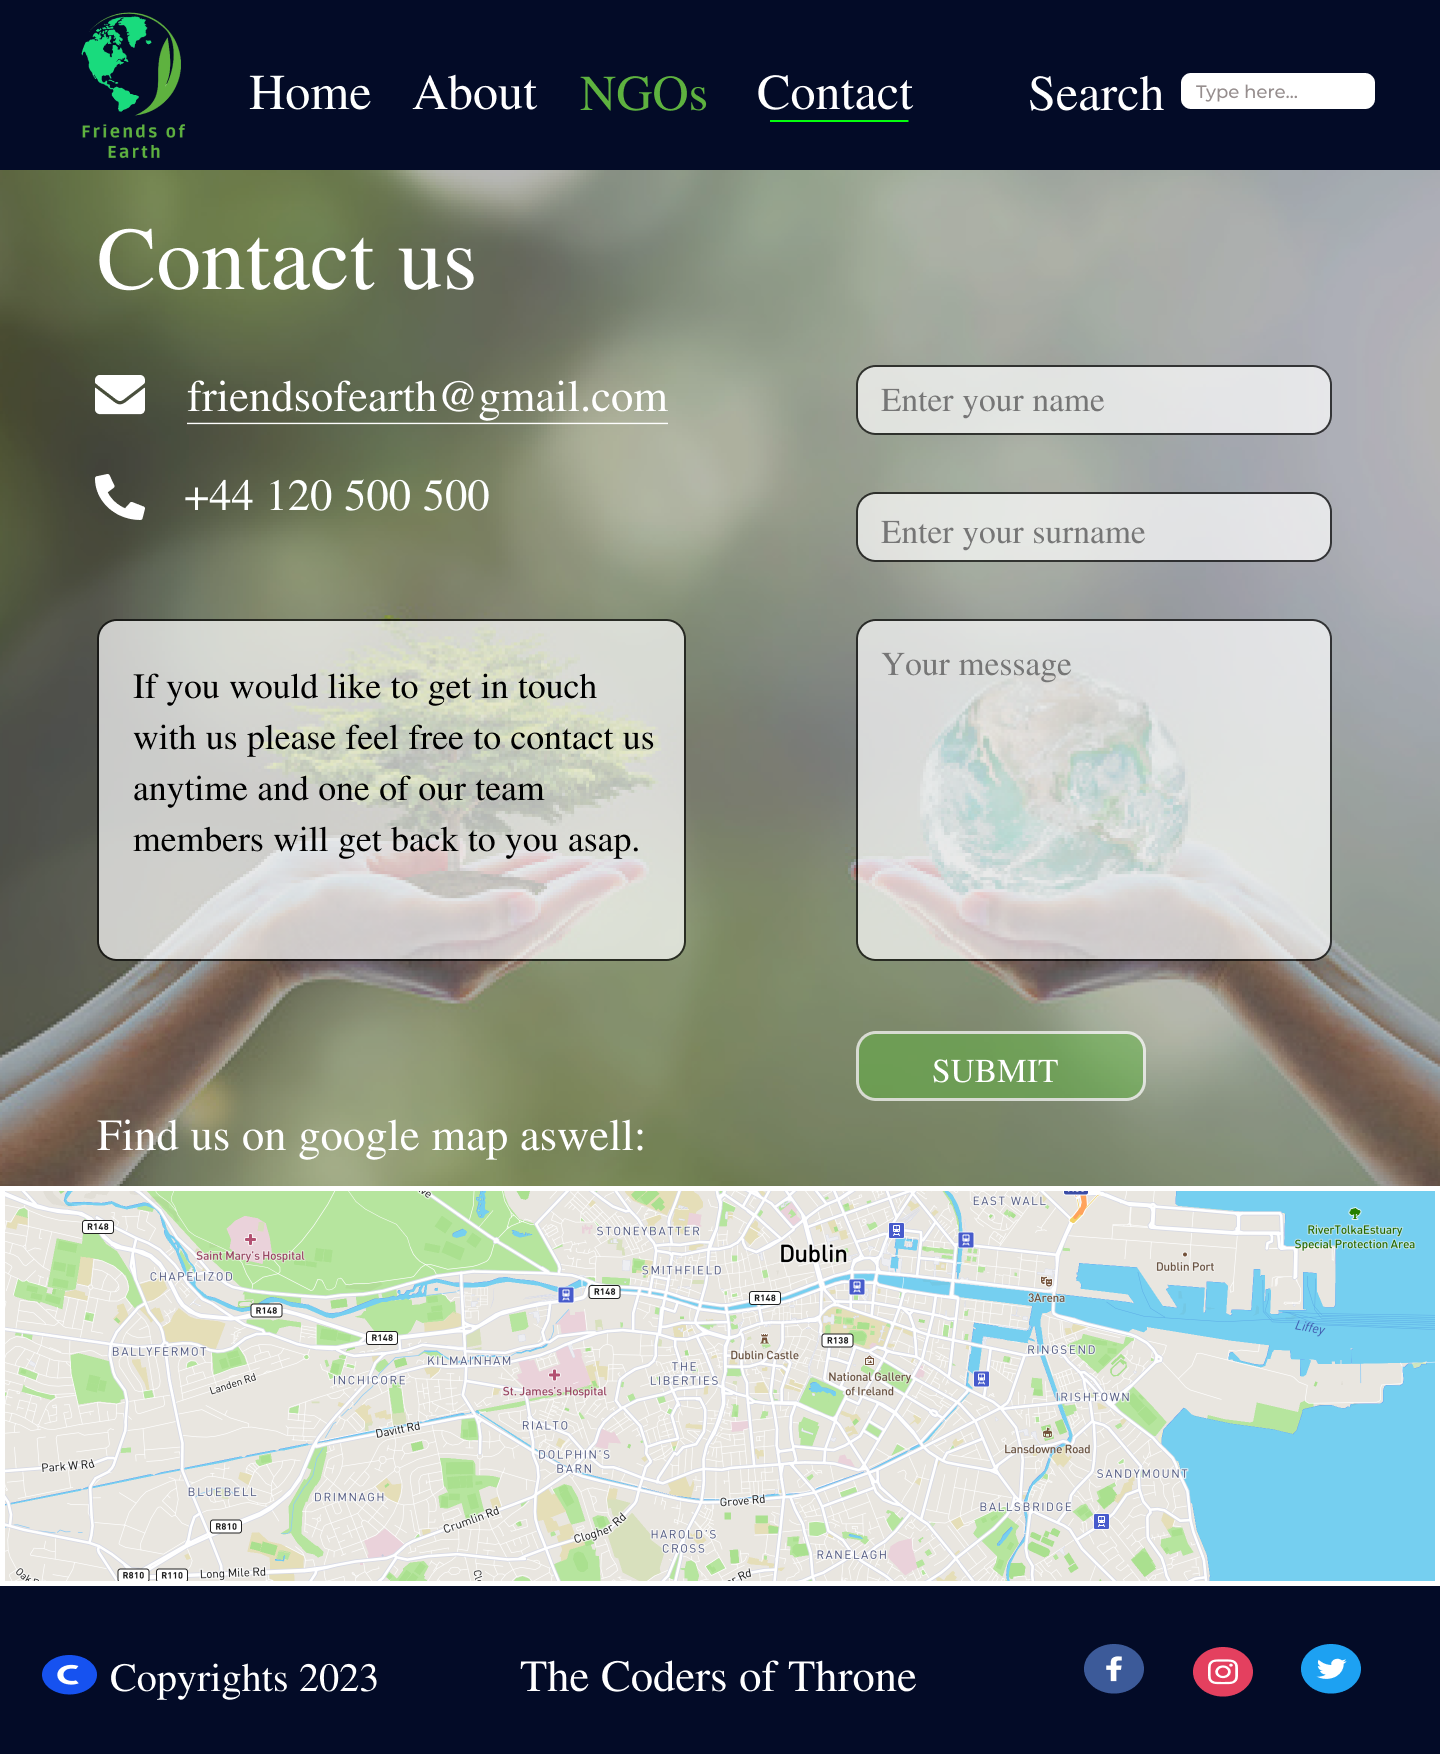 Friends of
Earth
Home About NGOs Contact Search Type here...
Contact us
friendsofearth@gmail.com
+44 120 500 500
Enter your name
Enter your surname
If you would like to get in touch
with us please feel free to contact us
anytime and one of our team
members will get back to you asap.
Your message
SUBMIT
Find us on google map aswell:
EAST WALL
R148
STONEYBATTER
RiverTolkaEstuary
Special Protection Area
Saint Mary's Hospital
Dublin
CHAPELIZOD
SMITHFIELD
Dublin Port
R148
R148
R148
3Arena
Liffey
R148
R138
BALLYFERMOT
Dublin Castle
RINGSEND
KILMAINHAM
THE
LIBERTIES
National Gallery
of Ireland
INCHICORE
Landen Rd
St. James's Hospital
IRISHTOWN
Davitt Rd
RIALTO
Lansdowne Road
DOLPHIN'S
BARN
Park W Rd
SANDYMOUNT
BLUEBELL
DRIMNAGH
Grove Rd
BALLSBRIDGE
Crumlin Rd
Clogher Rd
R810
HAROLD'S
CROSS
RANELAGH
R810 R110 Long Mile Rd
C Copyrights 2023 The Coders of Throne f